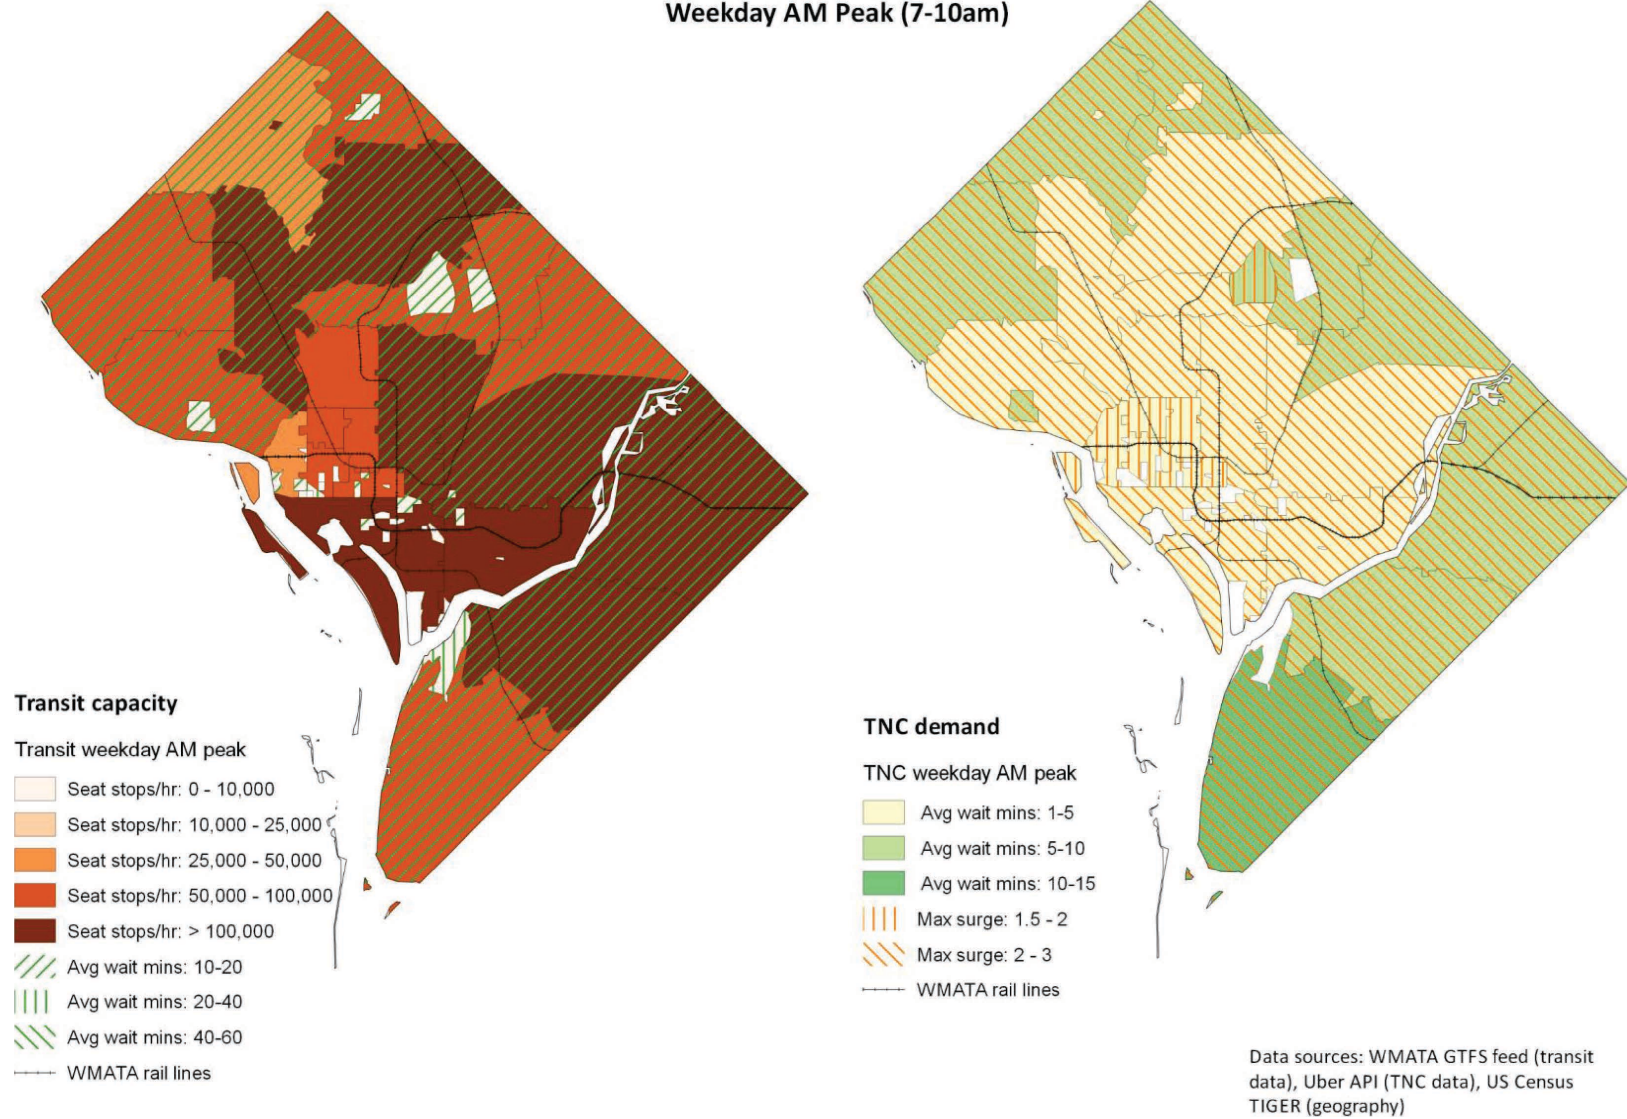 Weekday AM Peak (7-10am)
Transit capacity
Transit weekday AM peak
Seat stops/hr: 0 - 10,000
Seat stops/hr: 10,000 - 25,000
Seat stops/hr: 25,000 - 50,000
Seat stops/hr: 50,000 - 100,000
Seat stops/hr: > 100,000
Avg wait mins: 10-20
Avg wait mins: 20-40
Avg wait mins: 40-60
WMATA rail lines
TNC demand
TNC weekday AM peak
Avg wait mins: 1-5
Avg wait mins: 5-10
Avg wait mins: 10-15
Max surge: 1.5 - 2
Max surge: 2 - 3
WMATA rail lines
Data sources: WMATA GTFS feed (transit
data), Uber API (TNC data), US Census
TIGER (geography)